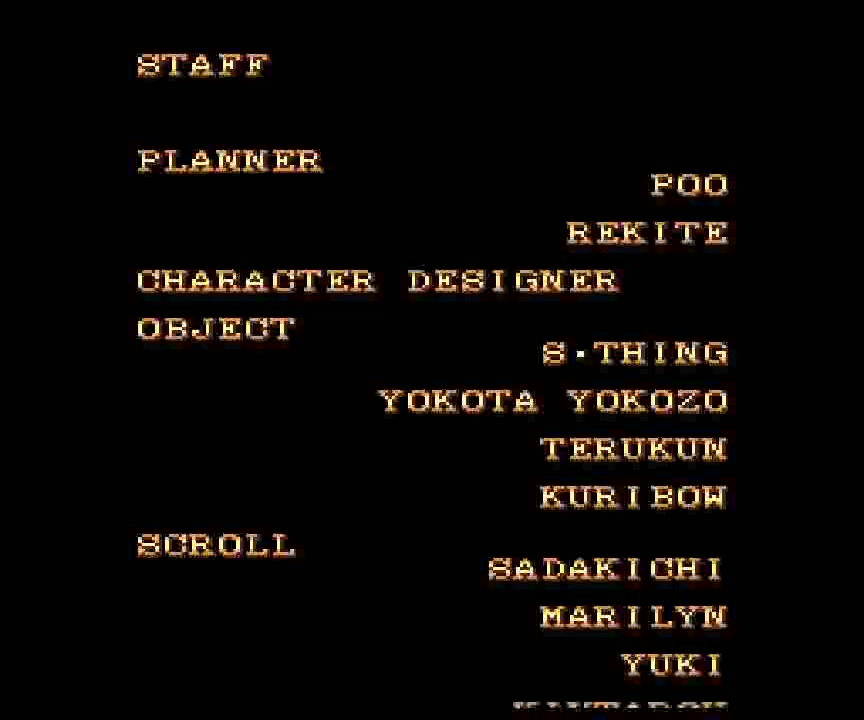 STAFF
PLANNER
POO
REKITE
CHARACTER DESIGNER
OBJECT
S·THING
YOKOTA YOKOZO
TERUKUN
KURIBOW
SCROLL
SADAKICHI
MARILYN
YUKI